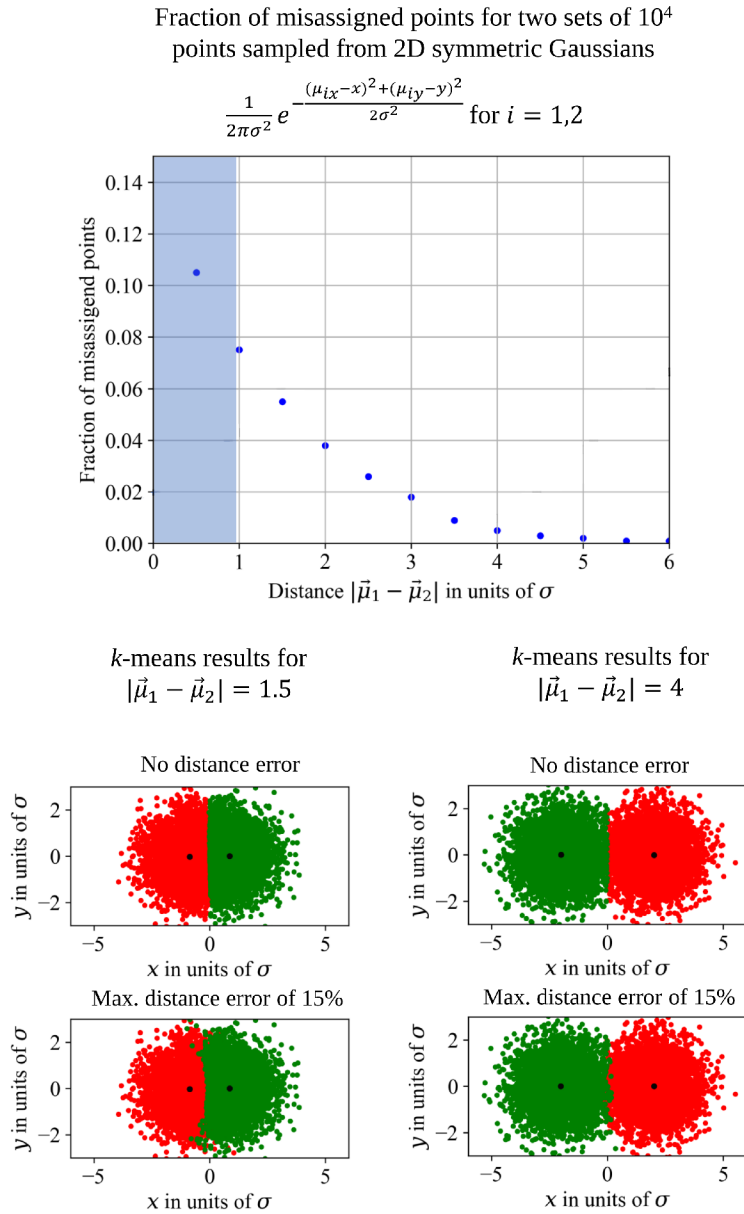 Fraction of misassigned points for two sets of 10⁴
points sampled from 2D symmetric Gaussians
1/(2πσ²) e^(−((μ_ix−x)²+(μ_iy−y)²)/(2σ²)) for i = 1,2
Fraction of misassigend points
0.14
0.12
0.10
0.08
0.06
0.04
0.02
0.00
0 1 2 3 4 5 6
Distance |μ⃗₁ − μ⃗₂| in units of σ
k-means results for
|μ⃗₁ − μ⃗₂| = 1.5
k-means results for
|μ⃗₁ − μ⃗₂| = 4
No distance error
y in units of σ
2
0
−2
−5 0 5
x in units of σ
No distance error
y in units of σ
2
0
−2
−5 0 5
x in units of σ
Max. distance error of 15%
y in units of σ
2
0
−2
−5 0 5
x in units of σ
Max. distance error of 15%
y in units of σ
2
0
−2
−5 0 5
x in units of σ